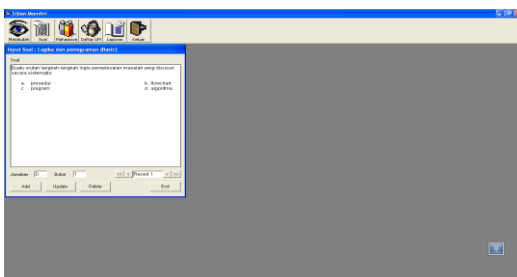 Ujian Mandiri
Matakuliah Soal Mahasiswa Daftar UPI Laporan Keluar
Input Soal : Logika dan pemograman (Basic)
Soal
Suatu urutan langkah-langkah logis penyelesaian masalah yang disusun
secara sistematis
a. prosedur b. flowchart
c. program d. algoritma
Jawaban D Bobot 1 << < Record: 1 > >>
Add Update Delete End